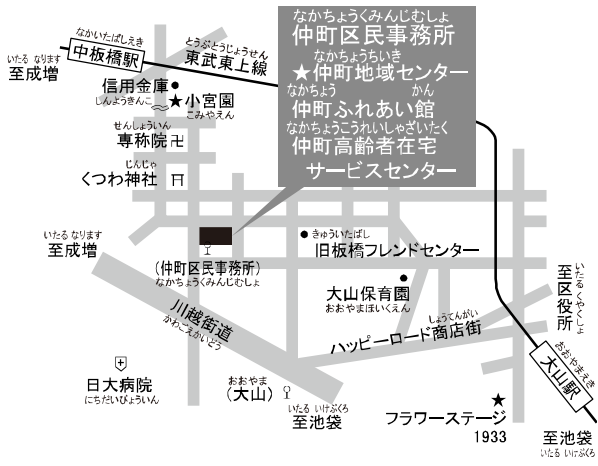 なかちょうくみんじむしょ
仲町区民事務所
なかちょうちいき
★仲町地域センター
なかちょう かん
仲町ふれあい館
なかちょうこうれいしゃざいたく
仲町高齢者在宅
サービスセンター
なかいたばしえき
中板橋駅
いたる なります
至成増
とうぶとうじょうせん
東武東上線
信用金庫
しんようきんこ
★小宮園
こみやえん
せんしょういん
専称院 卍
じんじゃ
くつわ神社
いたる なります
至成増
(仲町区民事務所)
なかちょうくみんじむしょ
きゅういたばし
旧板橋フレンドセンター
大山保育園
おおやまほいくえん
川越街道
かわごえかいどう
しょうてんがい
ハッピーロード商店街
いたる くやくしょ
至区役所
おおやまえき
大山駅
日大病院
にちだいびょういん
おおやま
(大山)
いたる いけぶくろ
至池袋
★
フラワーステージ
1933
至池袋
いたる いけぶくろ